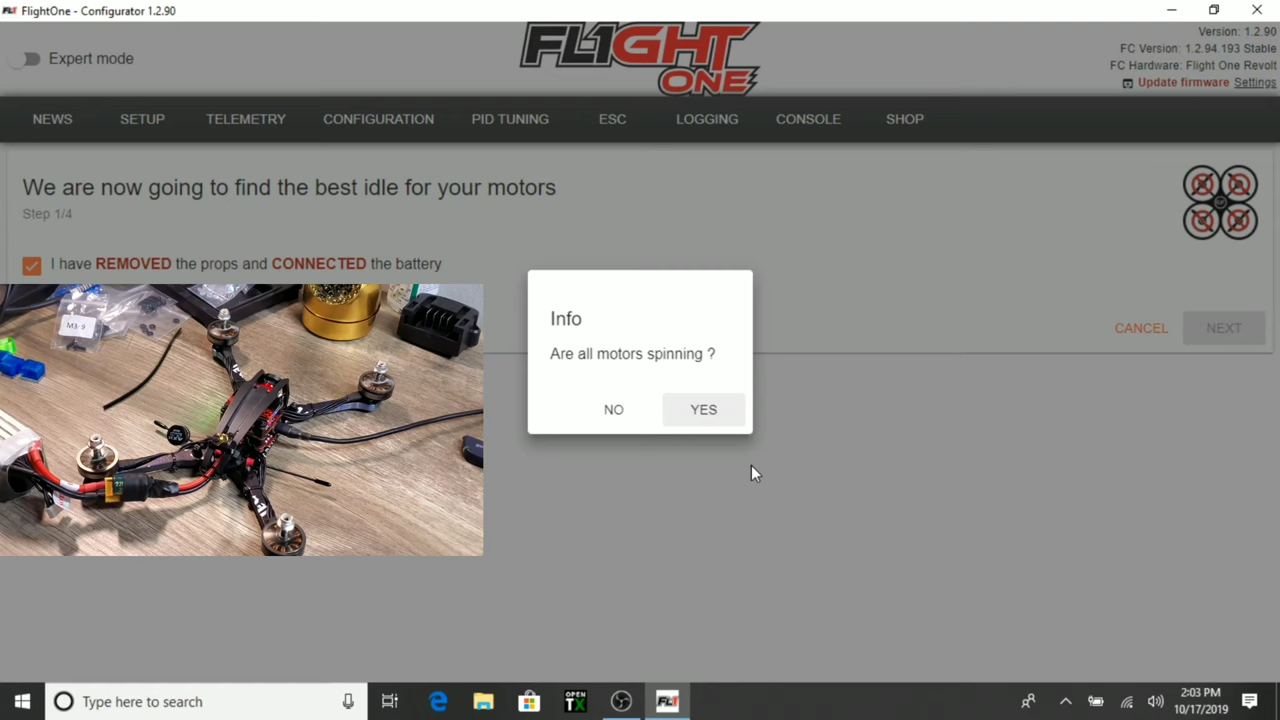 FlightOne - Configurator 1.2.90
Expert mode
FL1GHT
ONE
Version: 1.2.90
FC Version: 1.2.94.193 Stable
FC Hardware: Flight One Revolt
Update firmware Settings
NEWS SETUP TELEMETRY CONFIGURATION PID TUNING ESC LOGGING CONSOLE SHOP
We are now going to find the best idle for your motors
Step 1/4
I have REMOVED the props and CONNECTED the battery
CANCEL NEXT
Info
Are all motors spinning ?
NO YES
M3·9
Type here to search
OPEN
TX
FL1
2:03 PM
10/17/2019